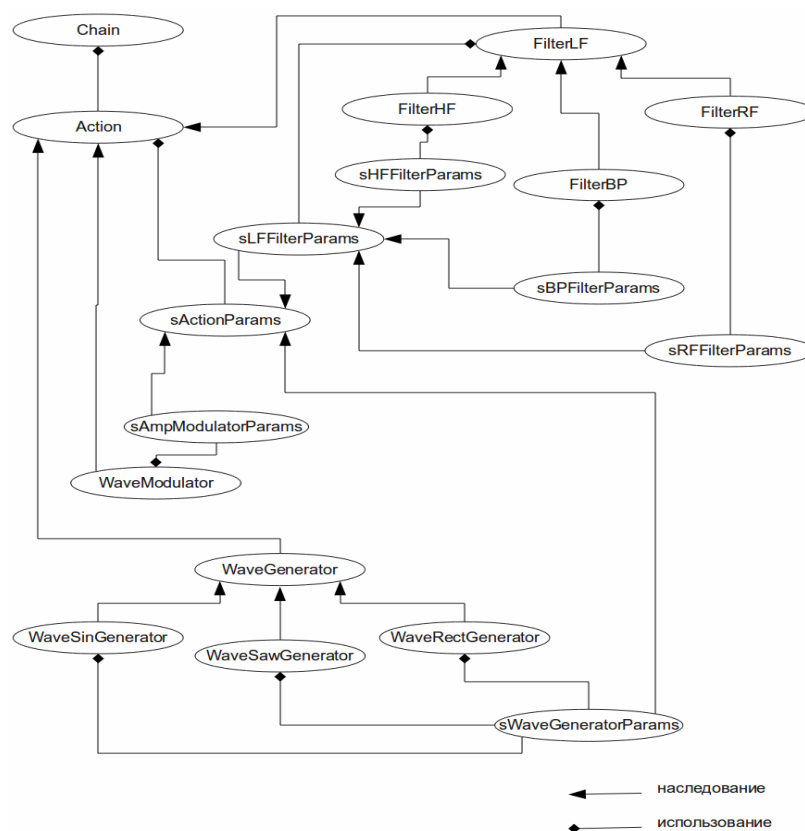 Chain
FilterLF
FilterHF
FilterRF
Action
sHFFilterParams
FilterBP
sLFFilterParams
sBPFilterParams
sActionParams
sRFFilterParams
sAmpModulatorParams
WaveModulator
WaveGenerator
WaveSinGenerator
WaveRectGenerator
WaveSawGenerator
sWaveGeneratorParams
наследование
использование